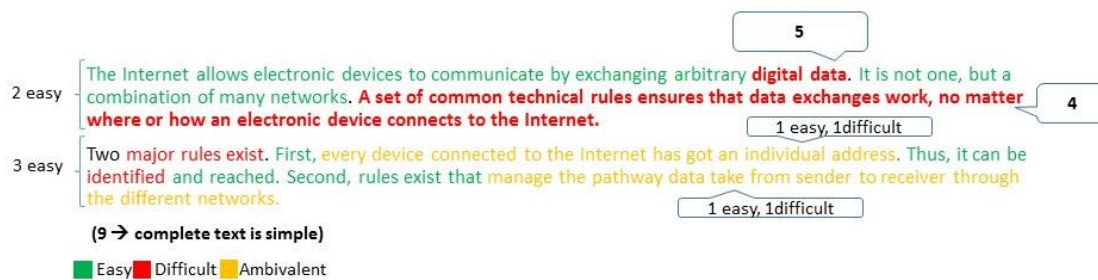 5
The Internet allows electronic devices to communicate by exchanging arbitrary digital data. It is not one, but a
2 easy
combination of many networks. A set of common technical rules ensures that data exchanges work, no matter
4
where or how an electronic device connects to the Internet.
1 easy, 1difficult
Two major rules exist. First, every device connected to the Internet has got an individual address. Thus, it can be
3 easy
identified and reached. Second, rules exist that manage the pathway data take from sender to receiver through
the different networks.
1 easy, 1difficult
(9 → complete text is simple)
Easy Difficult Ambivalent